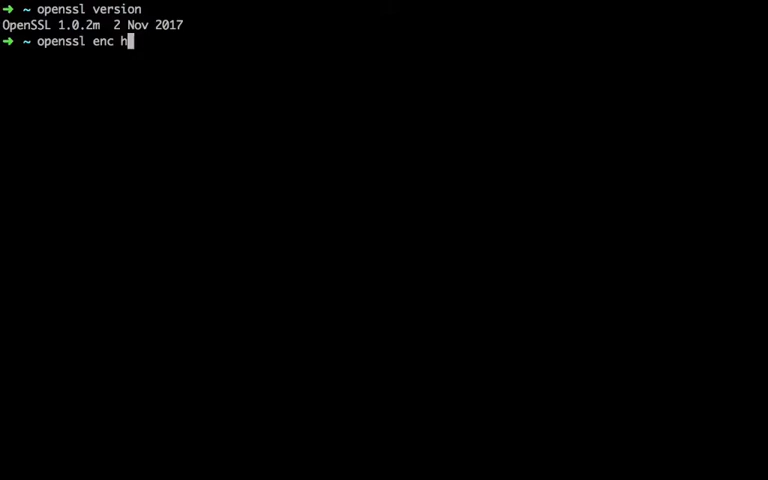 ➜ ~ openssl version
OpenSSL 1.0.2m  2 Nov 2017
➜ ~ openssl enc h